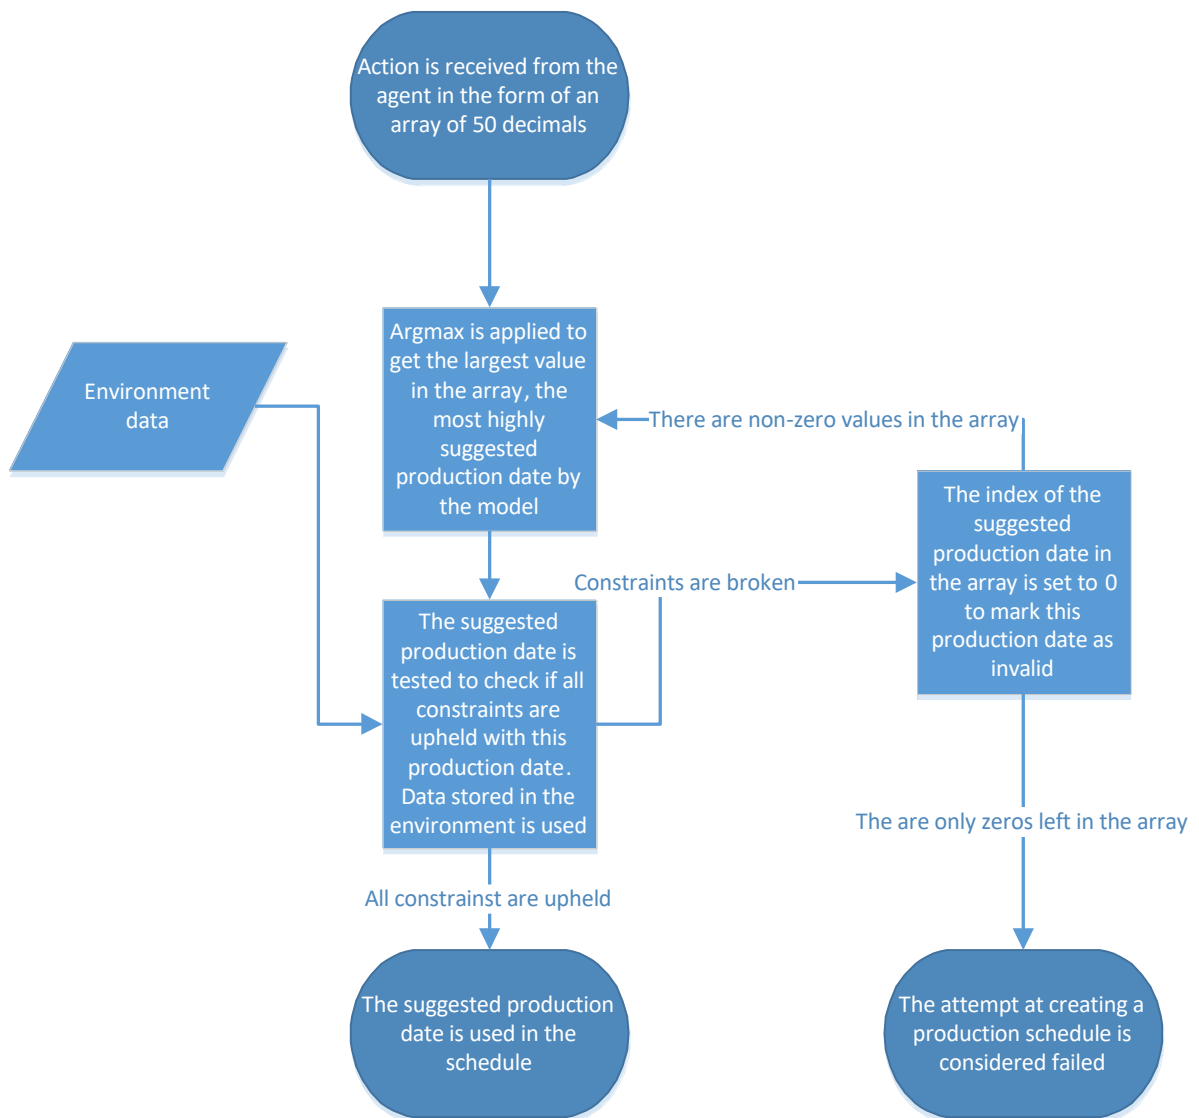 Action is received from the
agent in the form of an
array of 50 decimals
Argmax is applied to
get the largest value
in the array, the
most highly
suggested
production date by
the model
Environment
data
There are non-zero values in the array
The index of the
suggested
production date in
the array is set to 0
to mark this
production date as
invalid
Constraints are broken
The suggested
production date is
tested to check if all
constraints are
upheld with this
production date.
Data stored in the
environment is used
The are only zeros left in the array
All constrainst are upheld
The suggested production
date is used in the
schedule
The attempt at creating a
production schedule is
considered failed